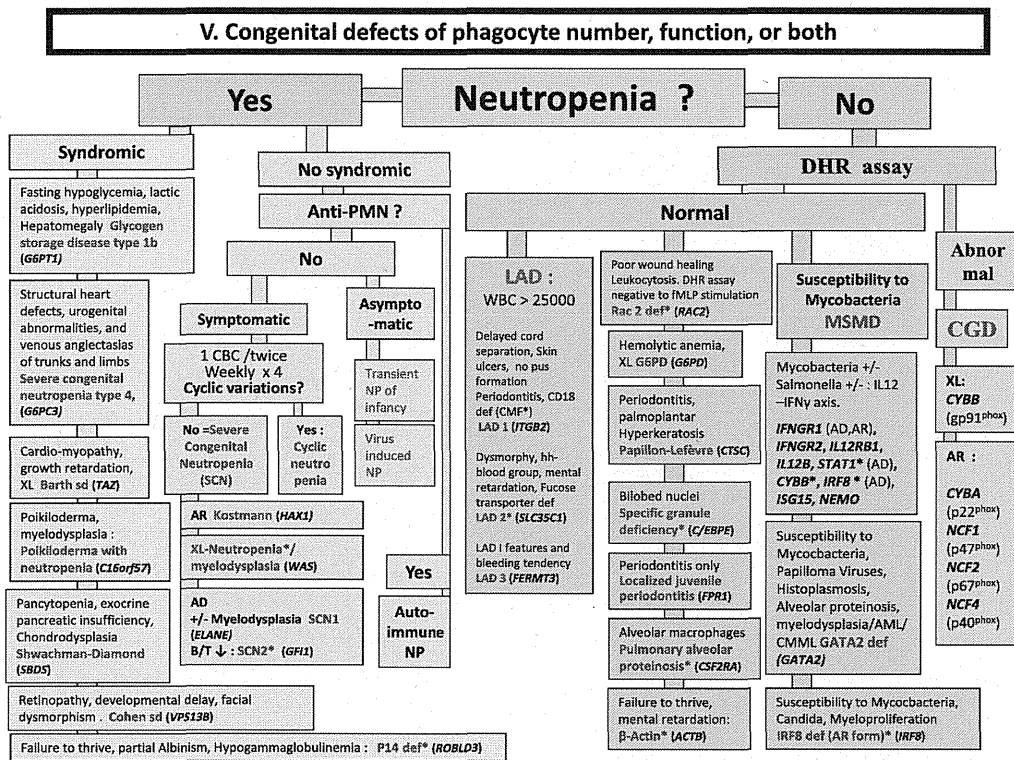 V. Congenital defects of phagocyte number, function, or both
Neutropenia ?
Yes
No
Syndromic
Fasting hypoglycemia, lactic
acidosis, hyperlipidemia,
Hepatomegaly Glycogen
storage disease type 1b
(G6PT1)
Structural heart
defects, urogenital
abnormalities, and
venous anglectasias
of trunks and limbs
Severe congenital
neutropenia type 4,
(G6PC3)
Cardio-myopathy,
growth retardation,
XL Barth sd (TAZ)
Poikiloderma,
myelodysplasia :
Poikiloderma with
neutropenia (C16orf57)
Pancytopenia, exocrine
pancreatic insufficiency,
Chondrodysplasia
Shwachman-Diamond
(SBDS)
Retinopathy, developmental delay, facial
dysmorphism . Cohen sd (VPS13B)
Failure to thrive, partial Albinism, Hypogammaglobulinemia : P14 def* (ROBLD3)
No syndromic
Anti-PMN ?
No
Symptomatic
1 CBC /twice
Weekly x 4
Cyclic variations?
No =Severe
Congenital
Neutropenia
(SCN)
Yes :
Cyclic
neutro
penia
AR Kostmann (HAX1)
XL-Neutropenia*/
myelodysplasia (WAS)
AD
+/- Myelodysplasia SCN1
(ELANE)
B/T ↓ : SCN2* (GFI1)
Asympto
-matic
Transient
NP of
infancy
Virus
induced
NP
Yes
Auto-
immune
NP
DHR assay
Normal
LAD :
WBC > 25000
Delayed cord
separation, Skin
ulcers, no pus
formation
Periodontitis, CD18
def (CMF*)
LAD 1 (ITGB2)
Dysmorphy, hh-
blood group, mental
retardation, Fucose
transporter def
LAD 2* (SLC35C1)
LAD I features and
bleeding tendency
LAD 3 (FERMT3)
Poor wound healing
Leukocytosis. DHR assay
negative to fMLP stimulation
Rac 2 def* (RAC2)
Hemolytic anemia,
XL G6PD (G6PD)
Periodontitis,
palmoplantar
Hyperkeratosis
Papillon-Lefèvre (CTSC)
Bilobed nuclei
Specific granule
deficiency* (C/EBPE)
Periodontitis only
Localized juvenile
periodontitis (FPR1)
Alveolar macrophages
Pulmonary alveolar
proteinosis* (CSF2RA)
Failure to thrive,
mental retardation:
β-Actin* (ACTB)
Susceptibility to
Mycobacteria
MSMD
Mycobacteria +/-
Salmonella +/- : IL12
–IFNγ axis.
IFNGR1 (AD,AR),
IFNGR2, IL12RB1,
IL12B, STAT1* (AD),
CYBB*, IRF8 * (AD),
ISG15, NEMO
Susceptibility to
Mycocbacteria,
Papilloma Viruses,
Histoplasmosis,
Alveolar proteinosis,
myelodysplasia/AML/
CMML GATA2 def
(GATA2)
Susceptibility to Mycocbacteria,
Candida, Myeloproliferation
IRF8 def (AR form)* (IRF8)
Abnor
mal
CGD
XL:
CYBB
(gp91phox)
AR :
CYBA
(p22phox)
NCF1
(p47phox)
NCF2
(p67phox)
NCF4
(p40phox)